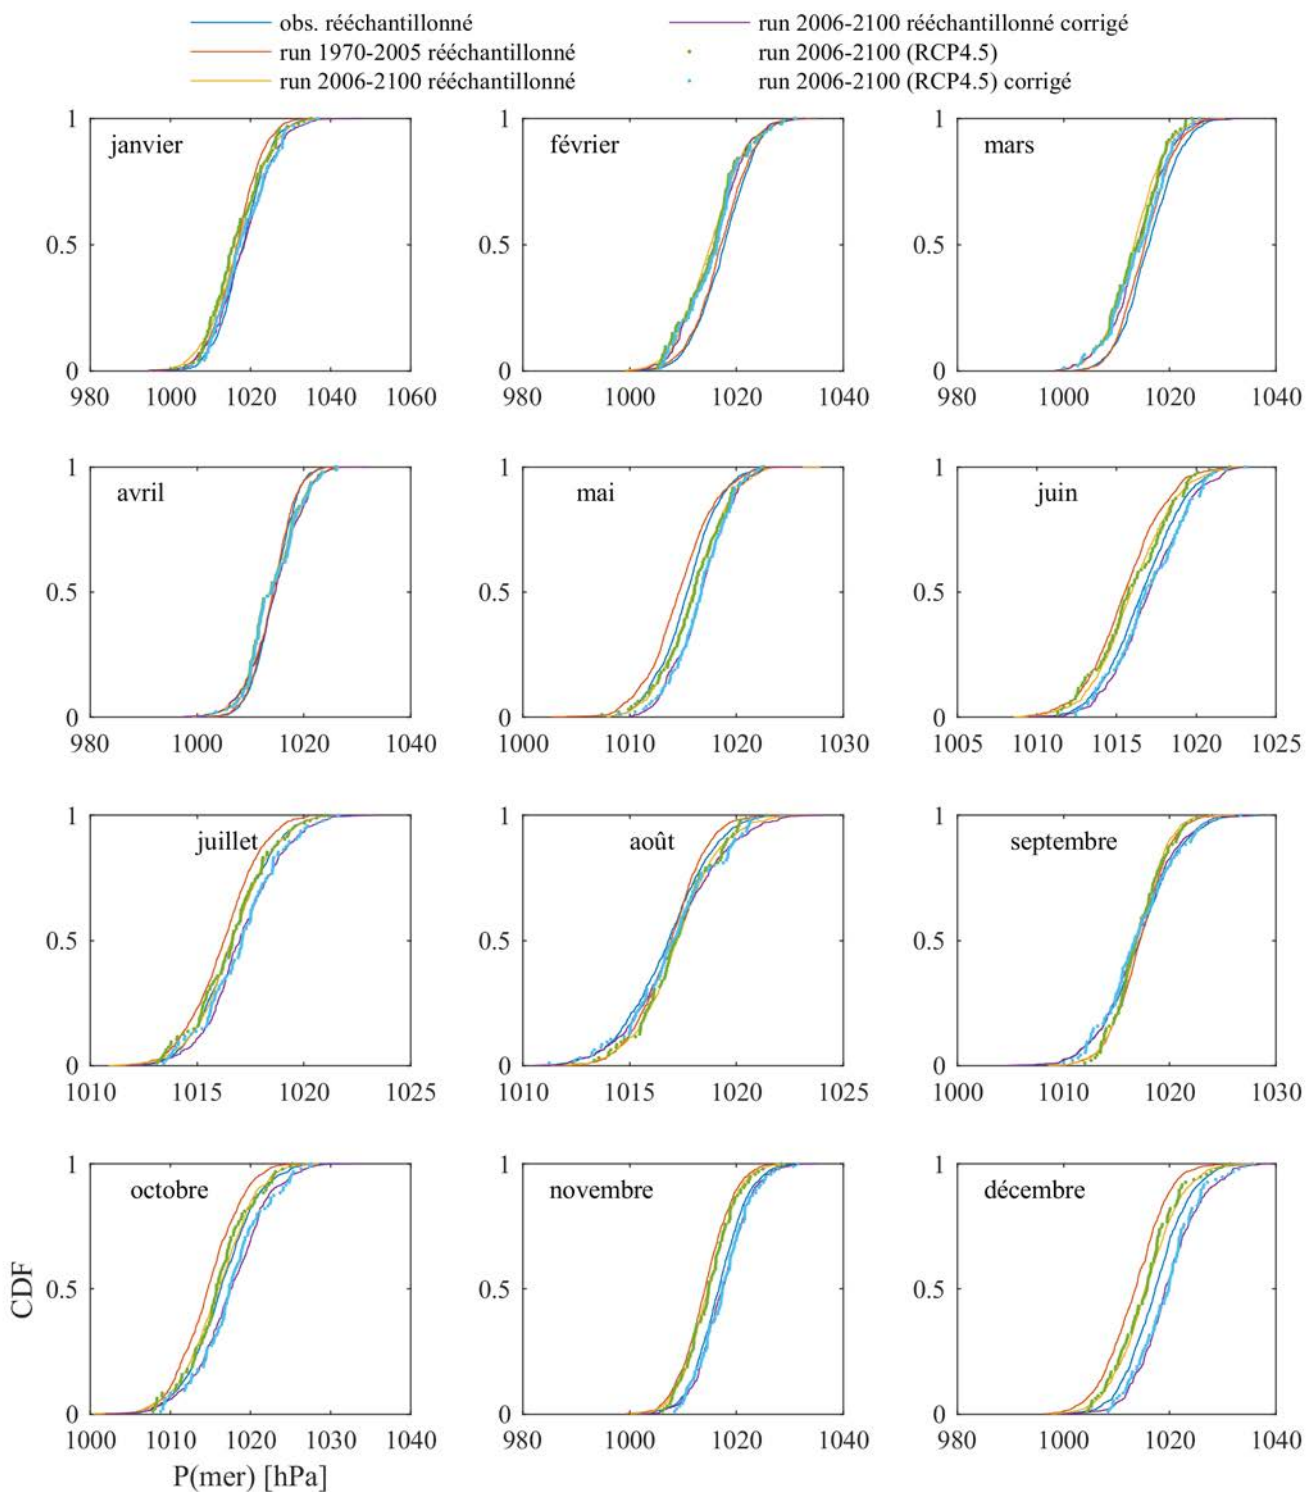 obs. rééchantillonné
run 1970-2005 rééchantillonné
run 2006-2100 rééchantillonné
run 2006-2100 rééchantillonné corrigé
run 2006-2100 (RCP4.5)
run 2006-2100 (RCP4.5) corrigé
janvier
1
0.5
0
980 1000 1020 1040 1060
février
1
0.5
0
980 1000 1020 1040
mars
1
0.5
0
980 1000 1020 1040
avril
1
0.5
0
980 1000 1020 1040
mai
1
0.5
0
1000 1010 1020 1030
juin
1
0.5
0
1005 1010 1015 1020 1025
juillet
1
0.5
0
1010 1015 1020 1025
août
1
0.5
0
1010 1015 1020 1025
septembre
1
0.5
0
1000 1010 1020 1030
octobre
1
0.5
0
1000 1010 1020 1030 1040
CDF
P(mer) [hPa]
novembre
1
0.5
0
980 1000 1020 1040
décembre
1
0.5
0
980 1000 1020 1040